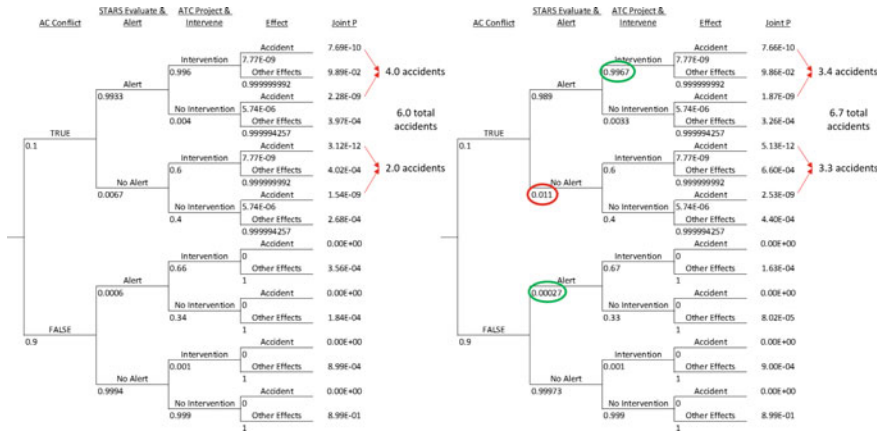 STARS Evaluate & ATC Project &
AC Conflict Alert Intervene Effect Joint P
Accident 7.69E-10
Intervention 7.77E-09
0.996 Other Effects 9.89E-02
Alert 0.999999992 4.0 accidents
0.9933 Accident 2.28E-09
No Intervention 5.74E-06
0.004 Other Effects 3.97E-04
TRUE 0.999994257 6.0 total
0.1 accidents
Accident 3.12E-12
Intervention 7.77E-09
0.6 Other Effects 4.02E-04
No Alert 0.999999992 2.0 accidents
0.0067 Accident 1.54E-09
No Intervention 5.74E-06
0.4 Other Effects 2.68E-04
0.999994257
Accident 0.00E+00
Intervention 0
0.66 Other Effects 3.56E-04
Alert 1
0.0006 Accident 0.00E+00
No Intervention 0
0.34 Other Effects 1.84E-04
FALSE 1
0.9 Accident 0.00E+00
Intervention 0
0.001 Other Effects 8.99E-04
No Alert 1
0.9994 Accident 0.00E+00
No Intervention 0
0.999 Other Effects 8.99E-01
1
STARS Evaluate & ATC Project &
AC Conflict Alert Intervene Effect Joint P
Accident 7.66E-10
Intervention 7.77E-09
0.9967 Other Effects 9.86E-02
Alert 0.999999992 3.4 accidents
0.989 Accident 1.87E-09
No Intervention 5.74E-06
0.0033 Other Effects 3.26E-04
TRUE 0.999994257 6.7 total
0.1 accidents
Accident 5.13E-12
Intervention 7.77E-09
0.6 Other Effects 6.60E-04
No Alert 0.999999992 3.3 accidents
0.011 Accident 2.53E-09
No Intervention 5.74E-06
0.4 Other Effects 4.40E-04
0.999994257
Accident 0.00E+00
Intervention 0
0.67 Other Effects 1.63E-04
Alert 1
0.00027 Accident 0.00E+00
No Intervention 0
0.33 Other Effects 8.02E-05
FALSE 1
0.9 Accident 0.00E+00
Intervention 0
0.001 Other Effects 9.00E-04
No Alert 1
0.99973 Accident 0.00E+00
No Intervention 0
0.999 Other Effects 8.99E-01
1